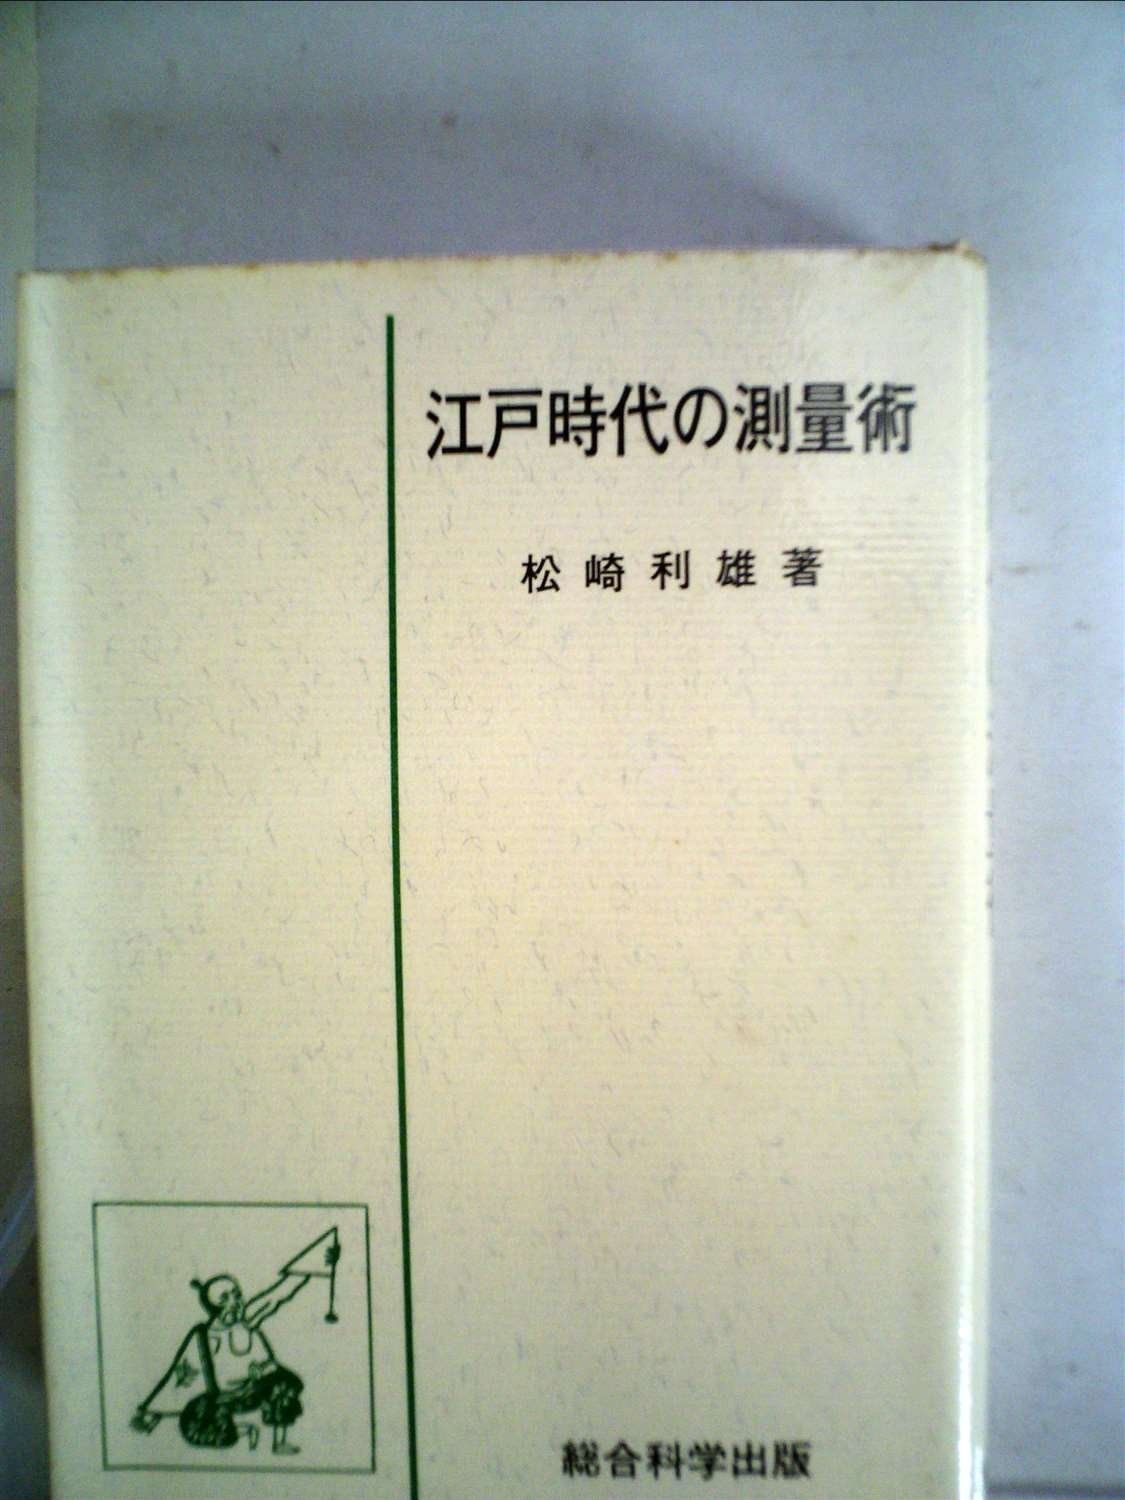 江戸時代の測量術
松崎利雄著
総合科学出版